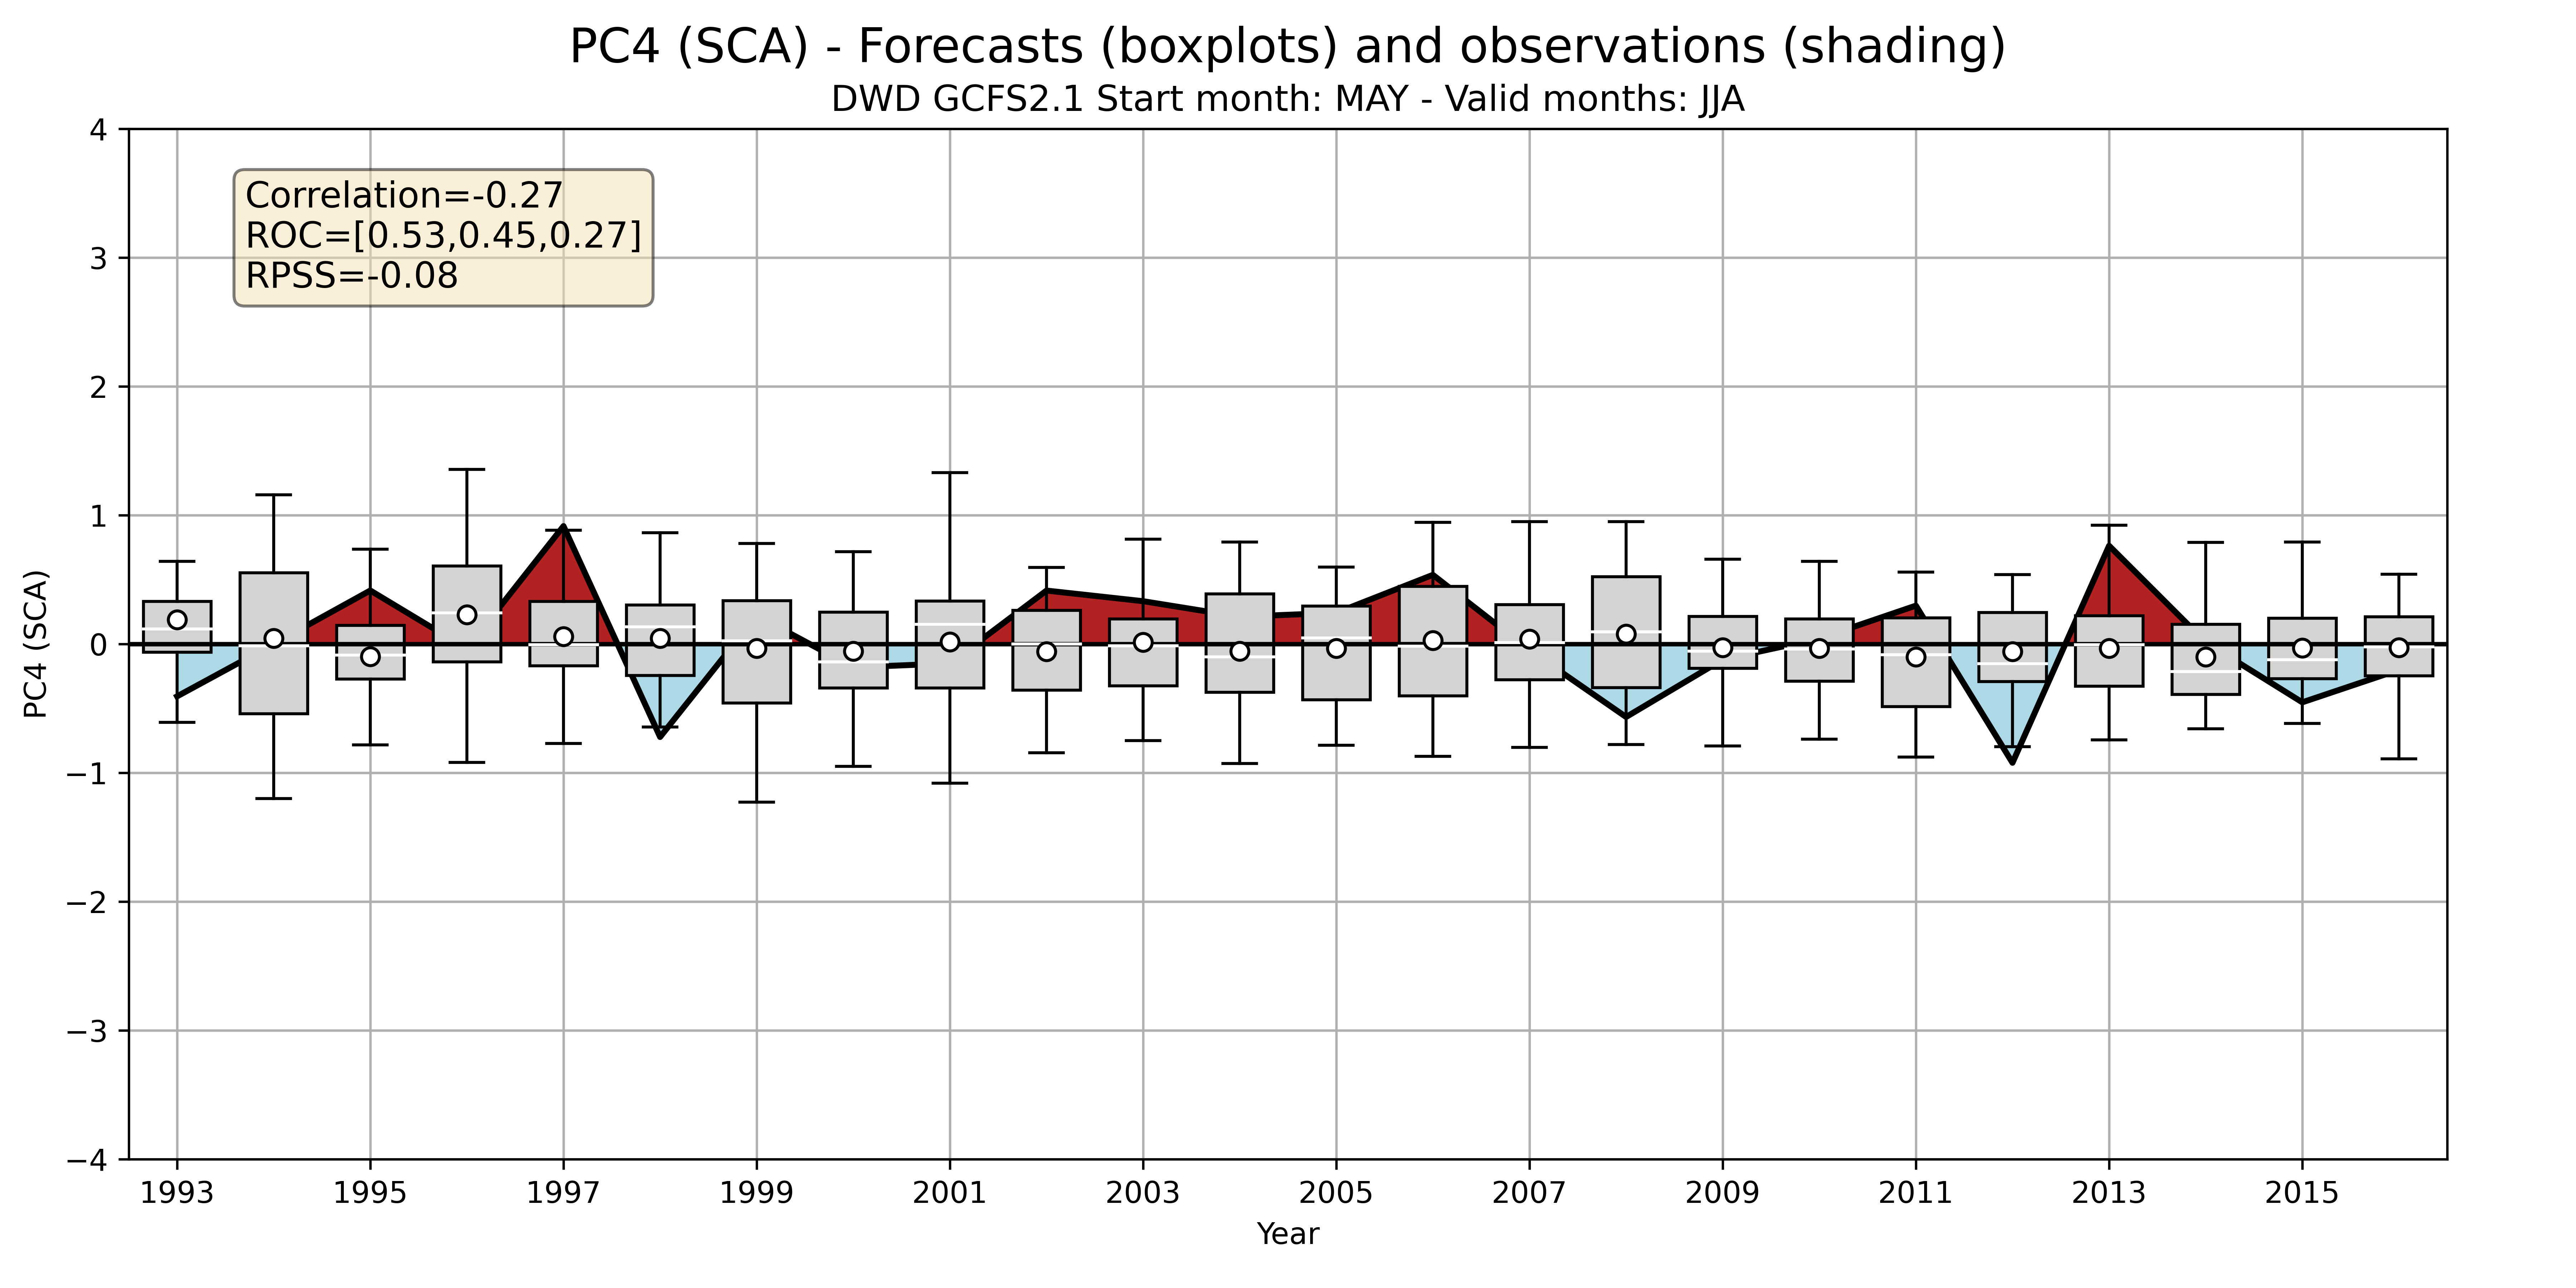 PC4 (SCA) - Forecasts (boxplots) and observations (shading)
DWD GCFS2.1 Start month: MAY - Valid months: JJA
Correlation=-0.27
ROC=[0.53,0.45,0.27]
RPSS=-0.08
PC4 (SCA)
4
3
2
1
0
−1
−2
−3
−4
1993 1995 1997 1999 2001 2003 2005 2007 2009 2011 2013 2015
Year